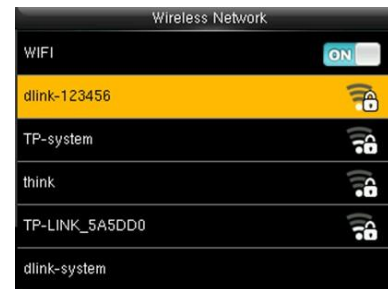 Wireless Network
WIFI ON
dlink-123456
TP-system
think
TP-LINK_5A5DD0
dlink-system